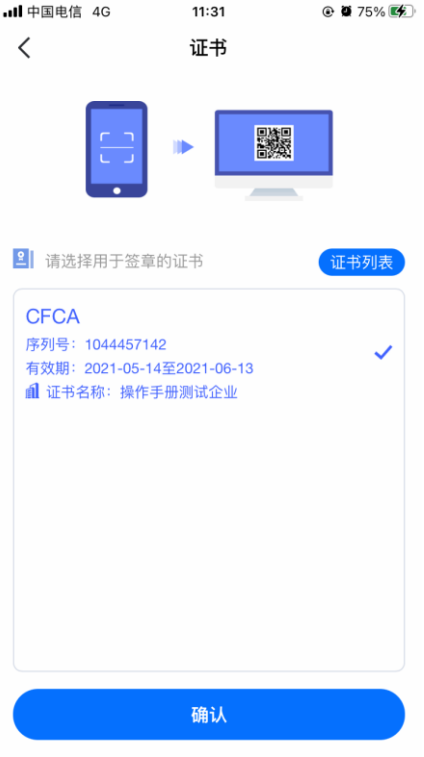 中国电信 4G 11:31 75%
证书
请选择用于签章的证书 证书列表
CFCA
序列号：1044457142
有效期：2021-05-14至2021-06-13
证书名称：操作手册测试企业
确认